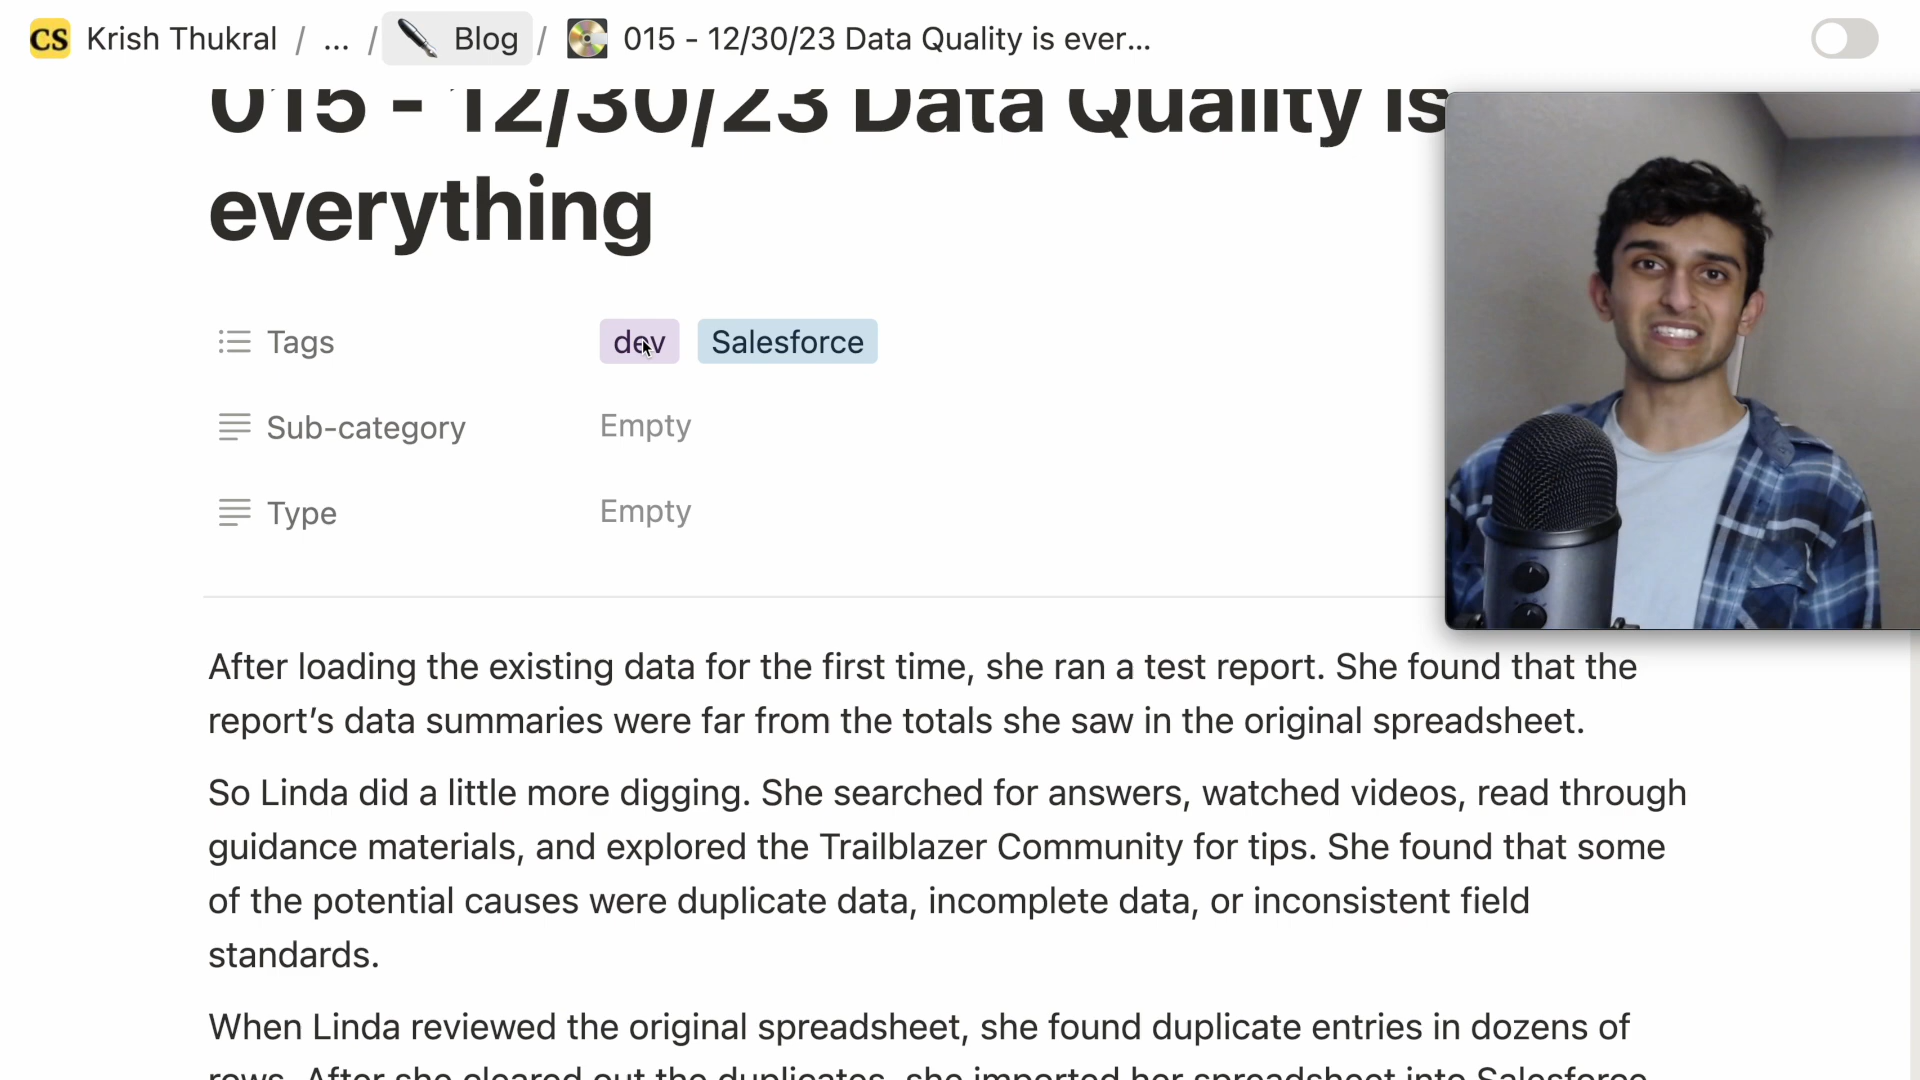 CS Krish Thukral / ... / Blog / 015 - 12/30/23 Data Quality is ever...
015 - 12/30/23 Data Quality is
everything
Tags dev Salesforce
Sub-category Empty
Type Empty
After loading the existing data for the first time, she ran a test report. She found that the
report’s data summaries were far from the totals she saw in the original spreadsheet.
So Linda did a little more digging. She searched for answers, watched videos, read through
guidance materials, and explored the Trailblazer Community for tips. She found that some
of the potential causes were duplicate data, incomplete data, or inconsistent field
standards.
When Linda reviewed the original spreadsheet, she found duplicate entries in dozens of
rows. After she cleared out the duplicates, she imported her spreadsheet into Salesforce